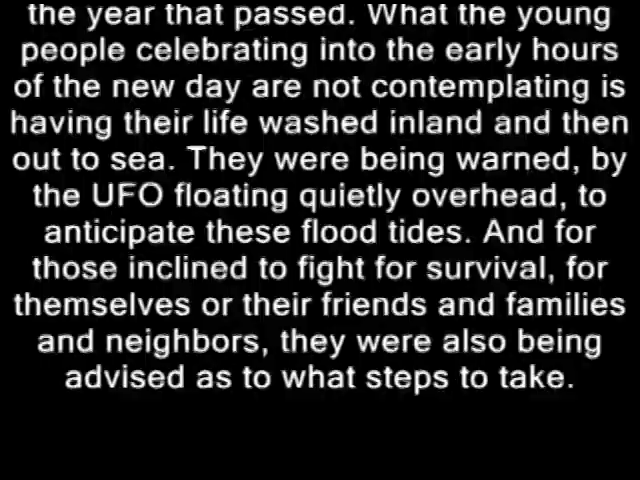 the year that passed. What the young
people celebrating into the early hours
of the new day are not contemplating is
having their life washed inland and then
out to sea. They were being warned, by
the UFO floating quietly overhead, to
anticipate these flood tides. And for
those inclined to fight for survival, for
themselves or their friends and families
and neighbors, they were also being
advised as to what steps to take.